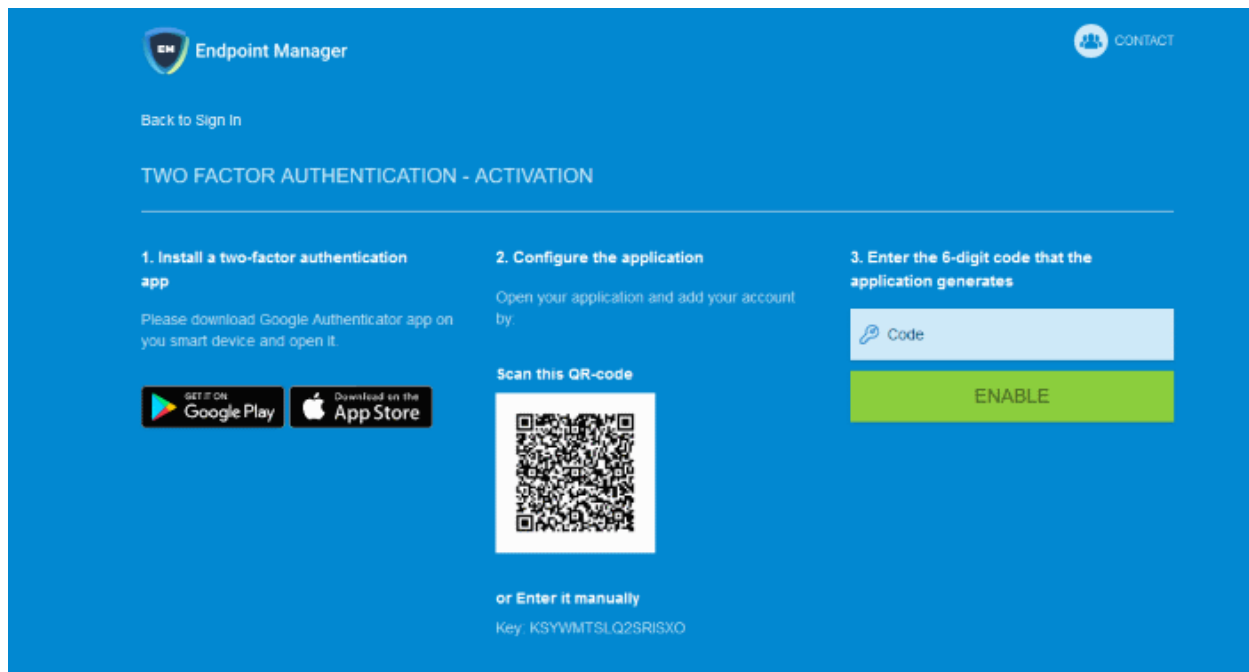 EM
Endpoint Manager
CONTACT
Back to Sign In
TWO FACTOR AUTHENTICATION - ACTIVATION
1. Install a two-factor authentication
app
Please download Google Authenticator app on
you smart device and open it.
GET IT ON
Google Play
Download on the
App Store
2. Configure the application
Open your application and add your account
by:
Scan this QR-code
or Enter it manually
Key: KSYWMTSLQ2SRISXO
3. Enter the 6-digit code that the
application generates
Code
ENABLE